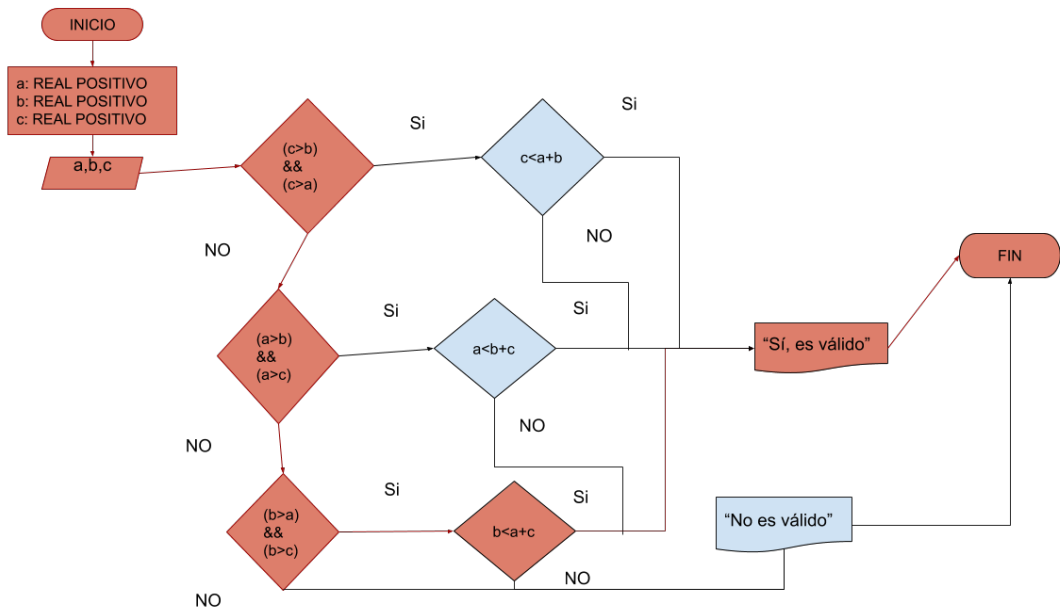 INICIO
a: REAL POSITIVO
b: REAL POSITIVO
c: REAL POSITIVO
a,b,c
(c>b)
&&
(c>a)
Si
c<a+b
Si
NO
NO
FIN
(a>b)
&&
(a>c)
Si
a<b+c
Si
“Sí, es válido”
NO
NO
(b>a)
&&
(b>c)
Si
b<a+c
Si
“No es válido”
NO
NO